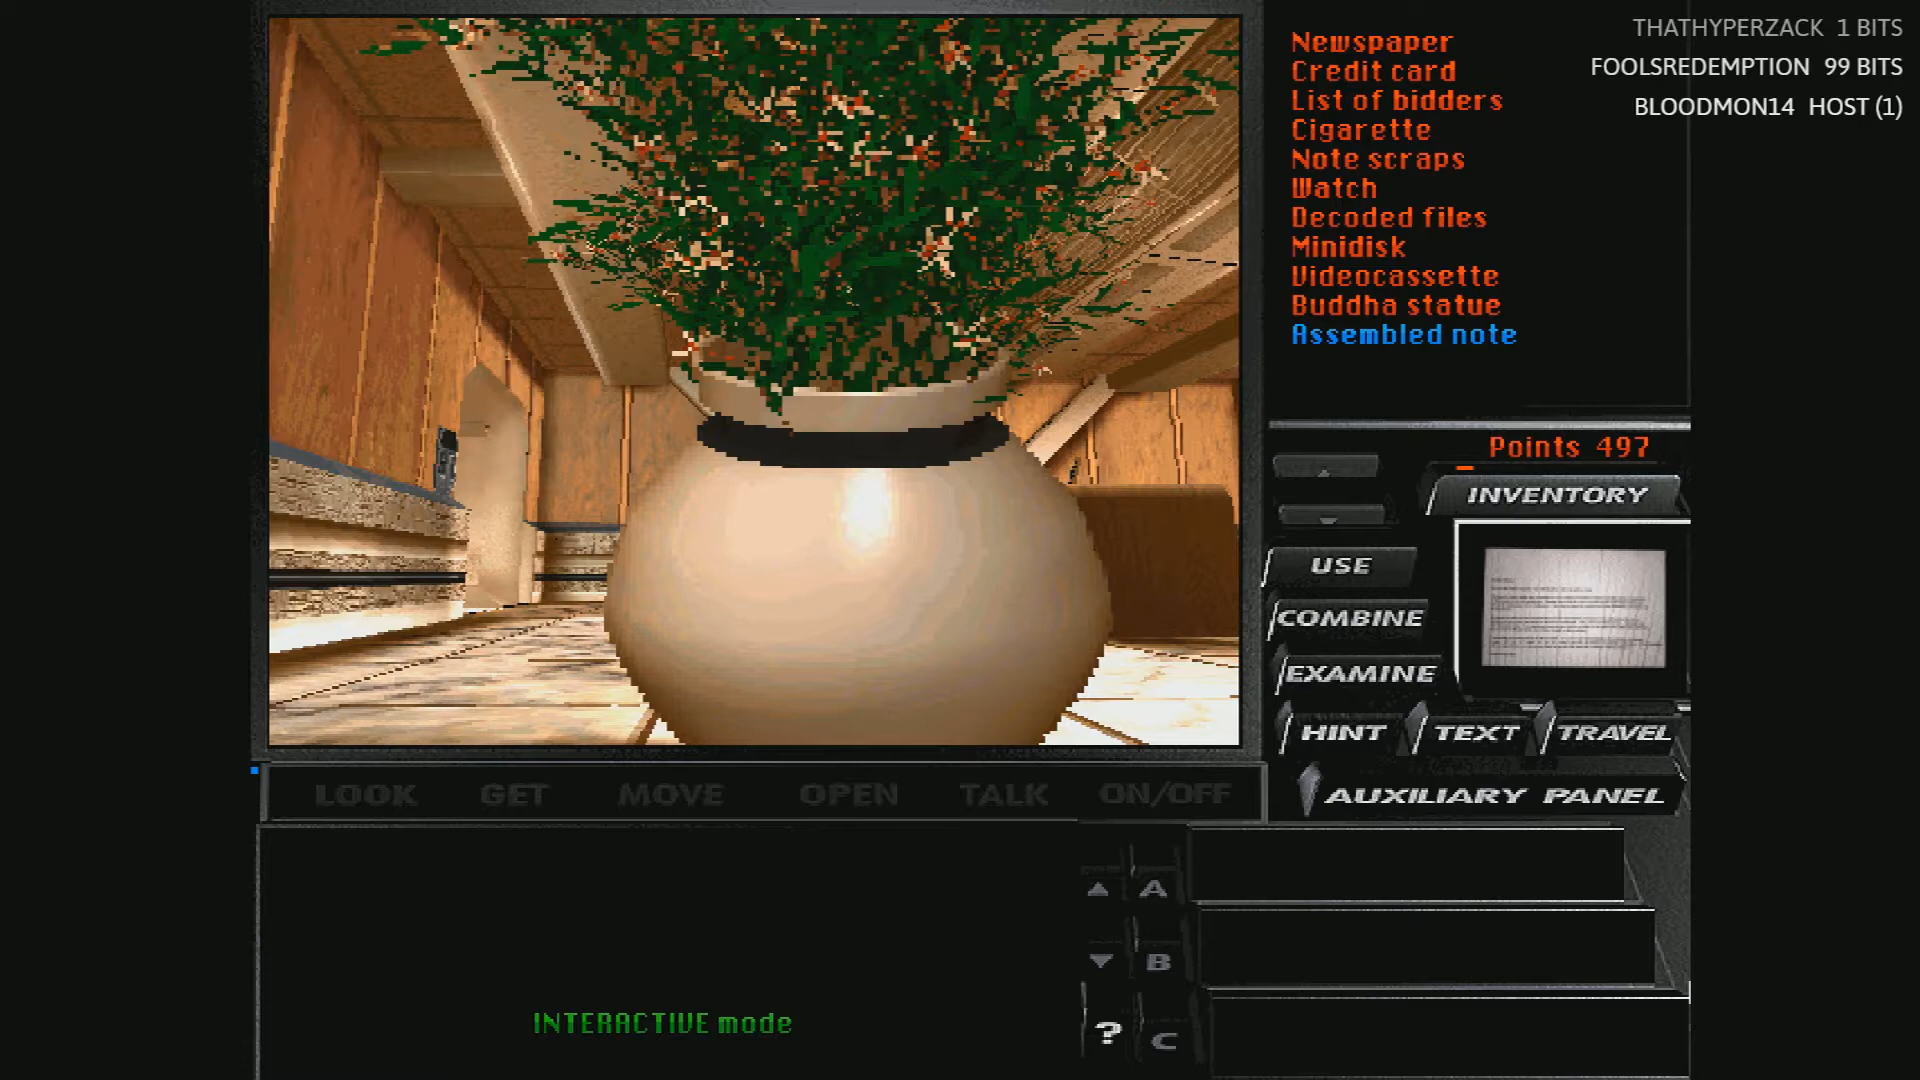 THATHYPERZACK 1 BITS
FOOLSREDEMPTION 99 BITS
BLOODMON14 HOST (1)
Newspaper
Credit card
List of bidders
Cigarette
Note scraps
Watch
Decoded files
Minidisk
Videocassette
Buddha statue
Assembled note
Points 497
INVENTORY
USE
COMBINE
EXAMINE
HINT TEXT TRAVEL
AUXILIARY PANEL
LOOK GET MOVE OPEN TALK ON/OFF
A
B
? C
INTERACTIVE mode